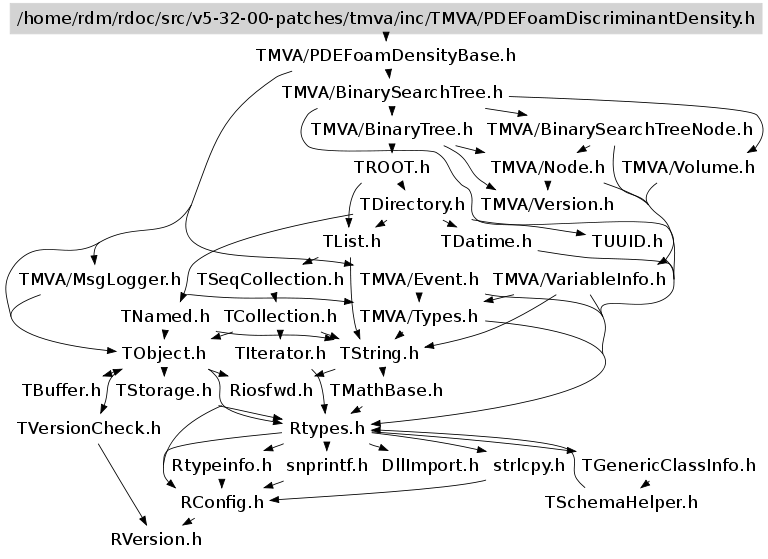 /home/rdm/rdoc/src/v5-32-00-patches/tmva/inc/TMVA/PDEFoamDiscriminantDensity.h
TMVA/PDEFoamDensityBase.h
TMVA/BinarySearchTree.h
TMVA/BinaryTree.h TMVA/BinarySearchTreeNode.h
TROOT.h TMVA/Node.h TMVA/Volume.h
TDirectory.h TMVA/Version.h
TList.h TDatime.h TUUID.h
TMVA/MsgLogger.h TSeqCollection.h TMVA/Event.h TMVA/VariableInfo.h
TNamed.h TCollection.h TMVA/Types.h
TObject.h TIterator.h TString.h
TBuffer.h TStorage.h Riosfwd.h TMathBase.h
TVersionCheck.h Rtypes.h
Rtypeinfo.h snprintf.h DllImport.h strlcpy.h TGenericClassInfo.h
RConfig.h TSchemaHelper.h
RVersion.h